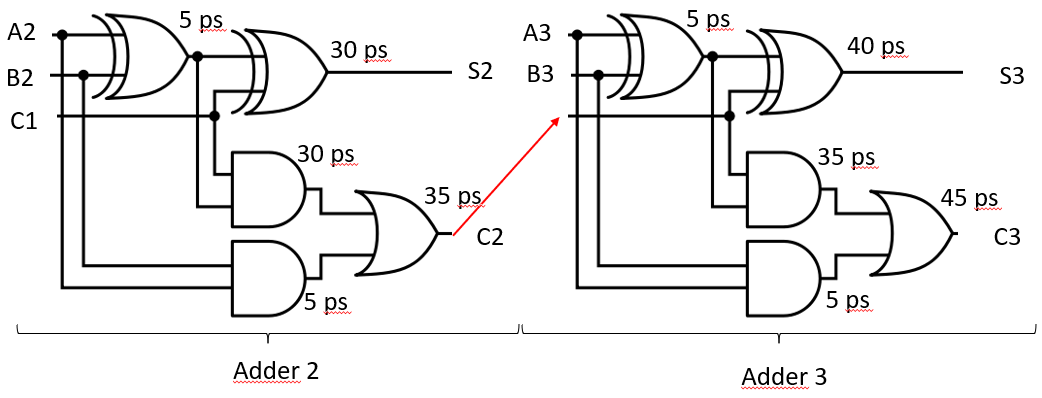 A2
5 ps
30 ps
S2
B2
C1
30 ps
35 ps
C2
5 ps
Adder 2
A3
5 ps
40 ps
S3
B3
35 ps
45 ps
C3
5 ps
Adder 3